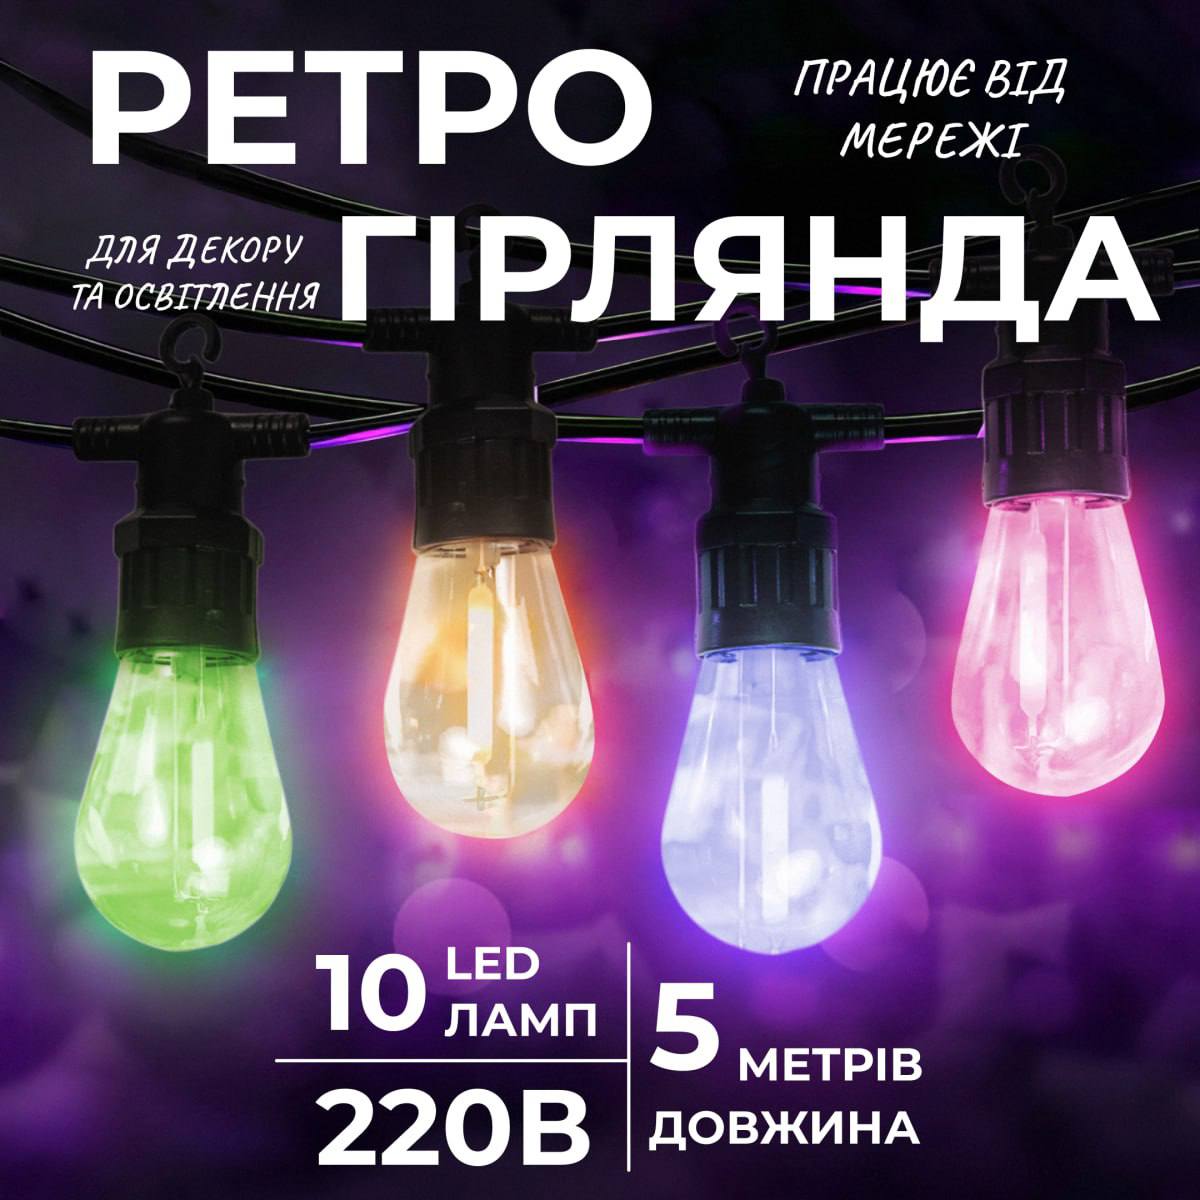 РЕТРО
ПРАЦЮЄ ВІД
МЕРЕЖІ
ДЛЯ ДЕКОРУ
ТА ОСВІТЛЕННЯ
ГІРЛЯНДА
10 LED
ЛАМП
220В
5 МЕТРІВ
ДОВЖИНА